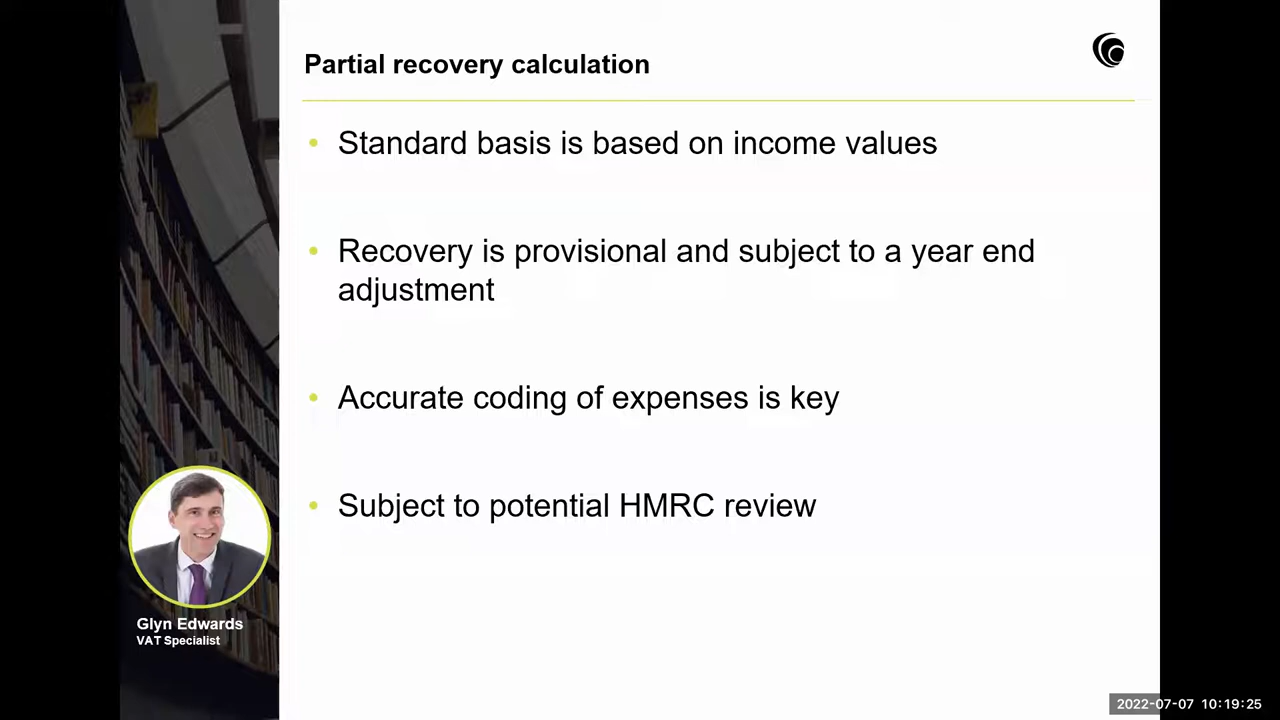 Partial recovery calculation
• Standard basis is based on income values
• Recovery is provisional and subject to a year end
adjustment
• Accurate coding of expenses is key
• Subject to potential HMRC review
Glyn Edwards
VAT Specialist
2022-07-07 10:19:25